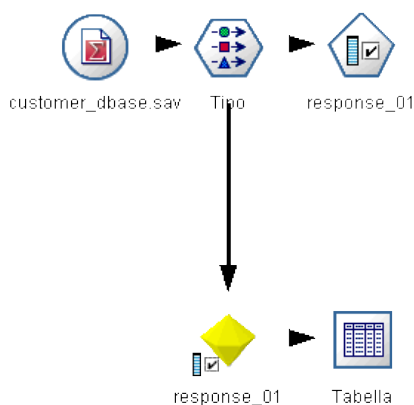 customer_dbase.sav
Tipo
response_01
response_01
Tabella